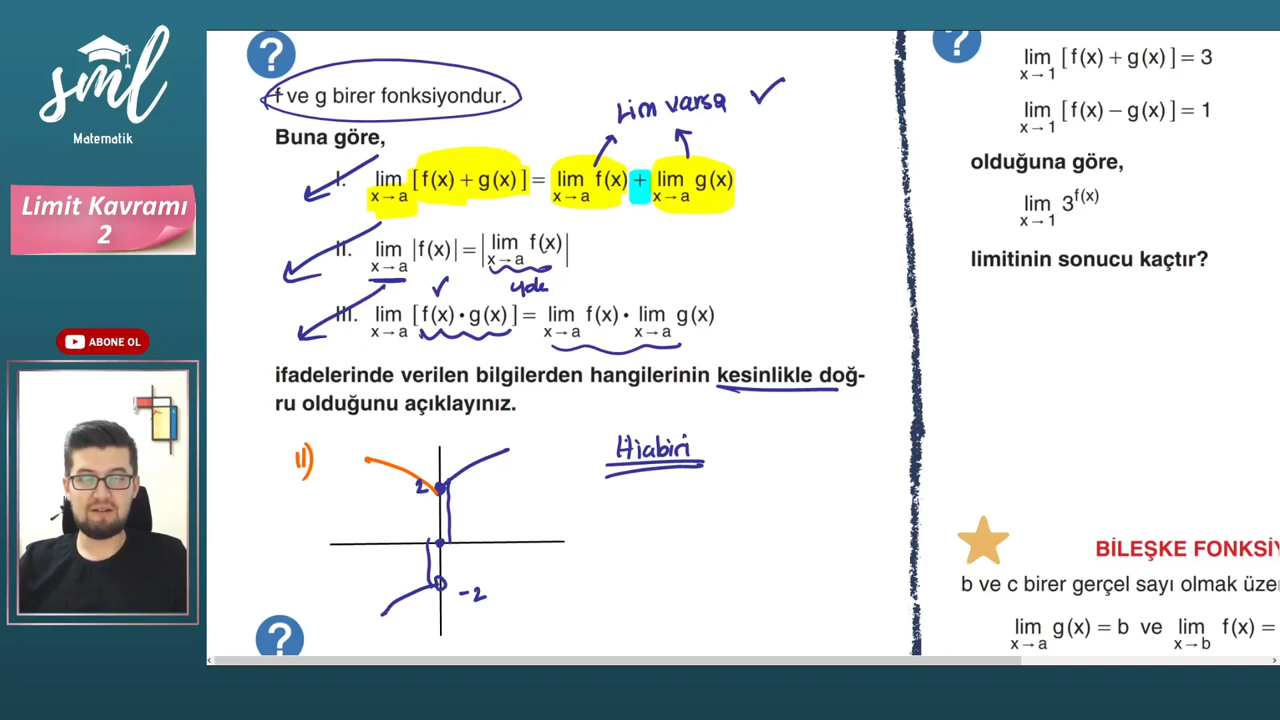 sml
Matematik
Limit Kavramı
2
ABONE OL
f ve g birer fonksiyondur.
Lim varsa ✓
Buna göre,
I. lim x→a [f(x) + g(x)] = lim x→a f(x) + lim x→a g(x)
II. lim x→a |f(x)| = |lim x→a f(x)|
✓ yok
III. lim x→a [f(x) · g(x)] = lim x→a f(x) · lim x→a g(x)
ifadelerinde verilen bilgilerden hangilerinin kesinlikle doğ-
ru olduğunu açıklayınız.
II)
Hiçbiri
2
-2
?
?
?
lim x→1 [f(x) + g(x)] = 3
lim x→1 [f(x) − g(x)] = 1
olduğuna göre,
lim x→1 3^f(x)
limitinin sonucu kaçtır?
BİLEŞKE FONKSİY
b ve c birer gerçel sayı olmak üze
lim x→a g(x) = b ve lim x→b f(x) =